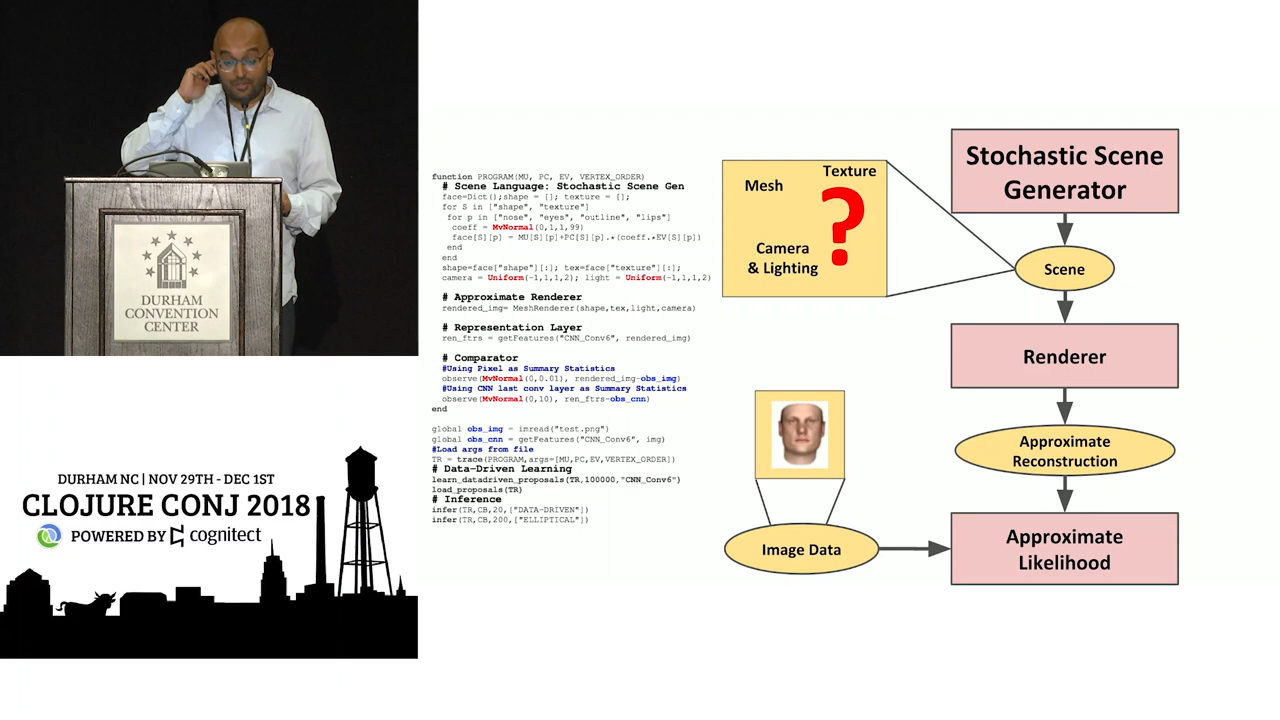 DURHAM
CONVENTION
CENTER
DURHAM NC | NOV 29TH - DEC 1ST
CLOJURE CONJ 2018
POWERED BY cognitect
function PROGRAM(MU, PC, EV, VERTEX_ORDER)
# Scene Language: Stochastic Scene Gen
face=Dict();shape = []; texture = [];
for S in ["shape", "texture"]
for p in ["nose", "eyes", "outline", "lips"]
coeff = MvNormal(0,1,1,99)
face[S][p] = MU[S][p]+PC[S][p].*(coeff.*EV[S][p])
end
end
shape=face["shape"][:]; tex=face["texture"][:];
camera = Uniform(-1,1,1,2); light = Uniform(-1,1,1,2)
# Approximate Renderer
rendered_img= MeshRenderer(shape,tex,light,camera)
# Representation Layer
ren_ftrs = getFeatures("CNN_Conv6", rendered_img)
# Comparator
#Using Pixel as Summary Statistics
observe(MvNormal(0,0.01), rendered_img-obs_img)
#Using CNN last conv layer as Summary Statistics
observe(MvNormal(0,10), ren_ftrs-obs_cnn)
end
global obs_img = imread("test.png")
global obs_cnn = getFeatures("CNN_Conv6", img)
#Load args from file
TR = trace(PROGRAM,args=[MU,PC,EV,VERTEX_ORDER])
# Data-Driven Learning
learn_datadriven_proposals(TR,100000,"CNN_Conv6")
load_proposals(TR)
# Inference
infer(TR,CB,20,["DATA-DRIVEN"])
infer(TR,CB,200,["ELLIPTICAL"])
Texture
Mesh
?
Camera
& Lighting
Image Data
Stochastic Scene
Generator
Scene
Renderer
Approximate
Reconstruction
Approximate
Likelihood